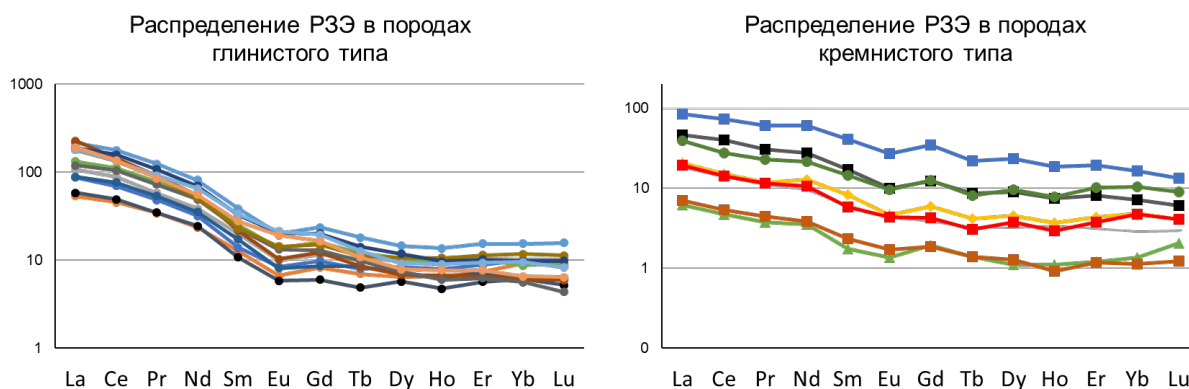 Распределение РЗЭ в породах
глинистого типа
1000
100
10
1
La Ce Pr Nd Sm Eu Gd Tb Dy Ho Er Yb Lu
Распределение РЗЭ в породах
кремнистого типа
100
10
1
0
La Ce Pr Nd Sm Eu Gd Tb Dy Ho Er Yb Lu